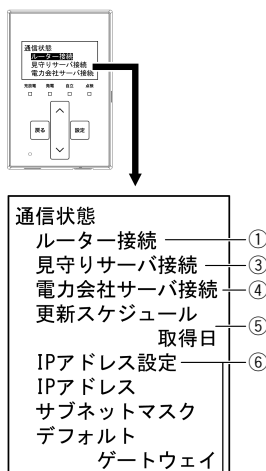 通信状態
ルーター接続
見守りサーバ接続
電力会社サーバ接続
充放電 売電 自立 点検
戻る
設定
通信状態
ルーター接続 ①
見守りサーバ接続 ③
電力会社サーバ接続 ④
更新スケジュール
取得日 ⑤
IPアドレス設定 ⑥
IPアドレス
サブネットマスク
デフォルト
ゲートウェイ